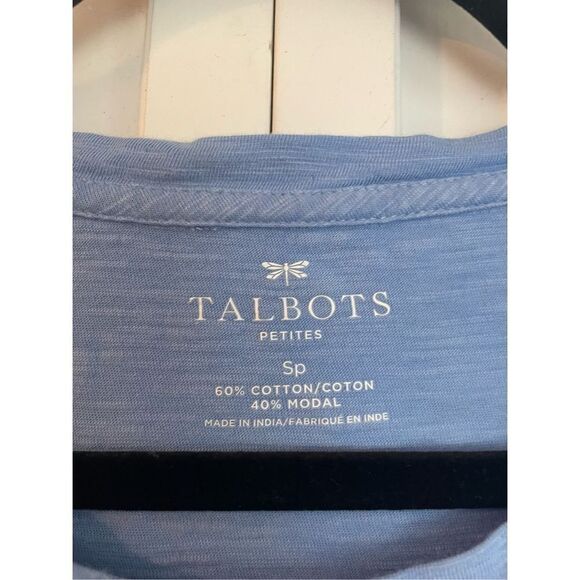 TALBOTS
PETITES
Sp
60% COTTON/COTON
40% MODAL
MADE IN INDIA/FABRIQUÉ EN INDE